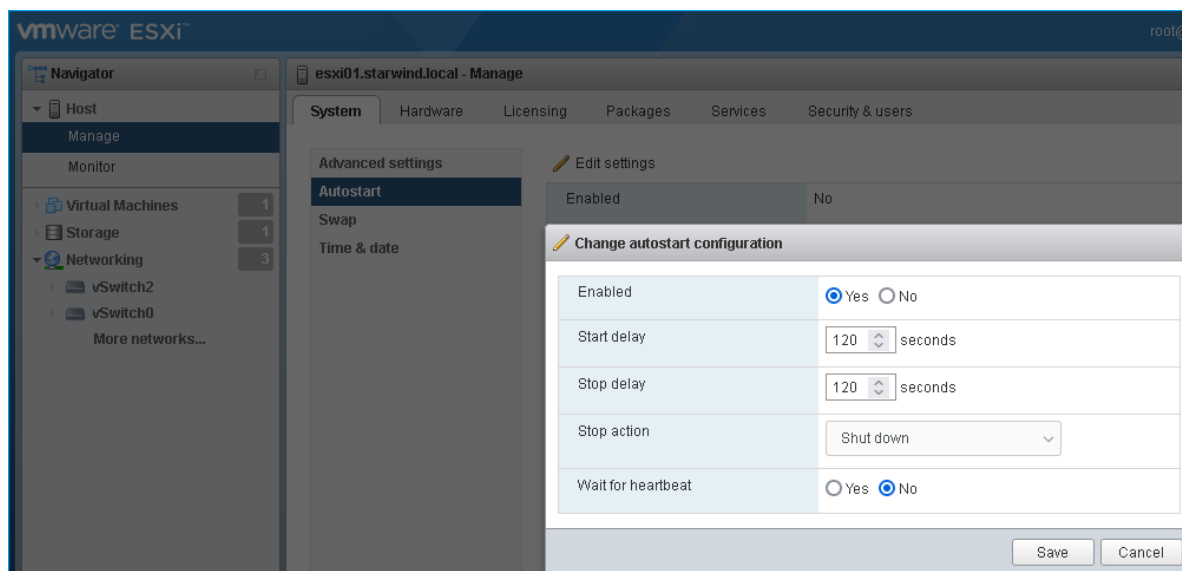 vmware ESXi™
root@
Navigator
esxi01.starwind.local - Manage
Host
Manage
Monitor
Virtual Machines 1
Storage 1
Networking 3
vSwitch2
vSwitch0
More networks...
System Hardware Licensing Packages Services Security & users
Advanced settings
Autostart
Swap
Time & date
Edit settings
Enabled No
Change autostart configuration
Enabled Yes No
Start delay 120 seconds
Stop delay 120 seconds
Stop action Shut down
Wait for heartbeat Yes No
Save Cancel